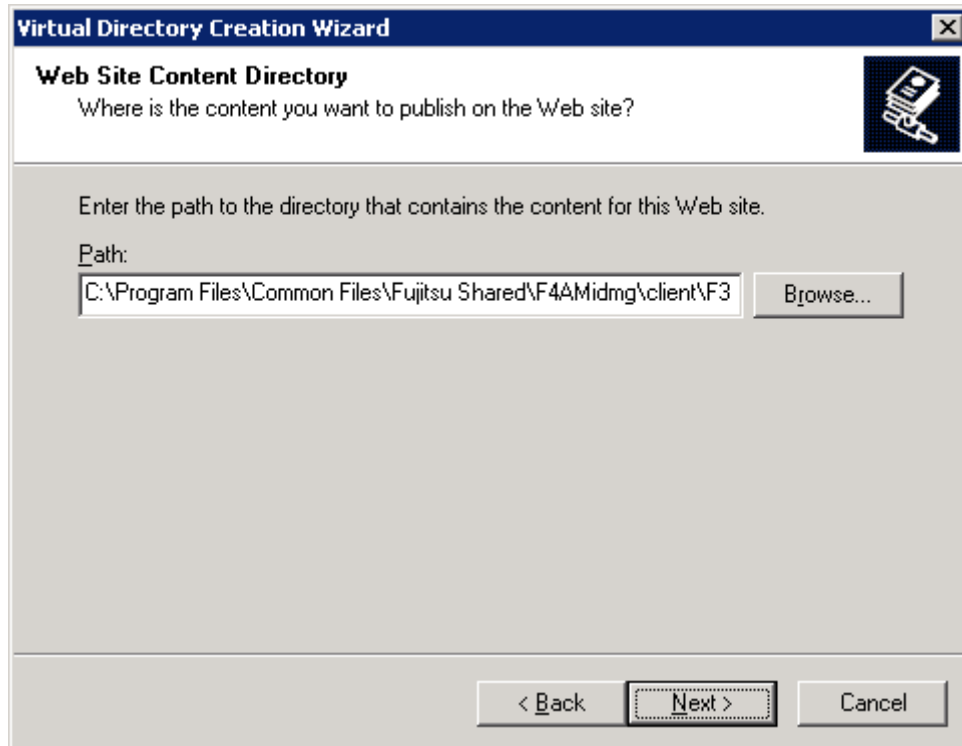 Virtual Directory Creation Wizard
Web Site Content Directory
Where is the content you want to publish on the Web site?
Enter the path to the directory that contains the content for this Web site.
Path:
C:\Program Files\Common Files\Fujitsu Shared\F4AMidmg\client\F3
Browse...
< Back
Next >
Cancel